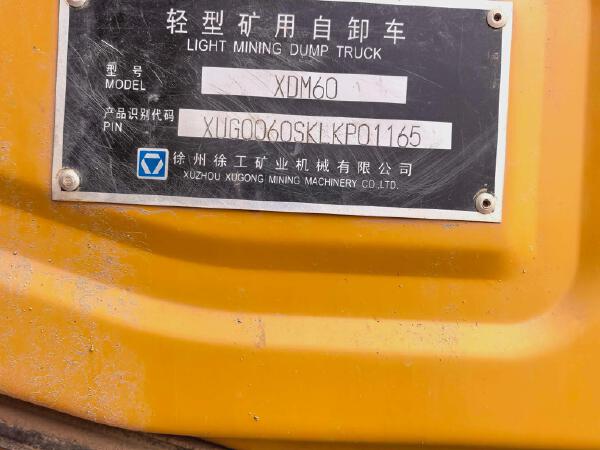 轻型矿用自卸车
LIGHT MINING DUMP TRUCK
型号 XDM60
MODEL
产品识别代码 XUG0060SKLKP01165
PIN
徐州徐工矿业机械有限公司
XUZHOU XUGONG MINING MACHINERY CO.,LTD.